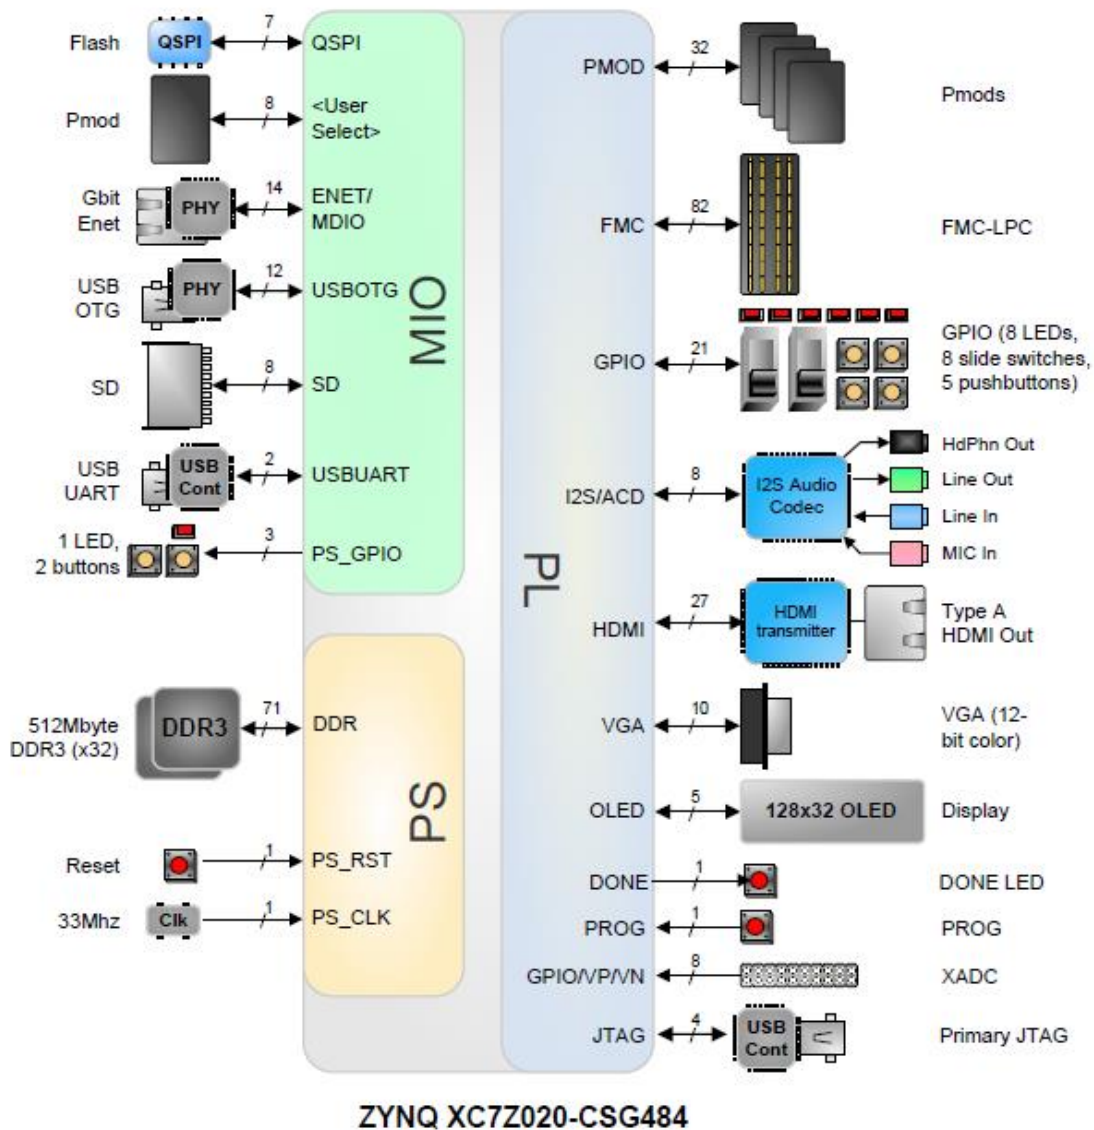 Flash
QSPI
7
QSPI
Pmod
8
<User
Select>
Gbit
Enet
PHY
14
ENET/
MDIO
USB
OTG
PHY
12
USBOTG
SD
8
SD
USB
UART
USB
Cont
2
USBUART
1 LED,
2 buttons
3
PS_GPIO
MIO
512Mbyte
DDR3 (x32)
DDR3
71
DDR
Reset
1
PS_RST
33Mhz
Clk
1
PS_CLK
PS
PL
PMOD
32
Pmods
FMC
82
FMC-LPC
GPIO
21
GPIO (8 LEDs,
8 slide switches,
5 pushbuttons)
I2S/ACD
8
I2S Audio
Codec
HdPhn Out
Line Out
Line In
MIC In
HDMI
27
HDMI
transmitter
Type A
HDMI Out
VGA
10
VGA (12-
bit color)
OLED
5
128x32 OLED
Display
DONE
1
DONE LED
PROG
1
PROG
GPIO/VP/VN
8
XADC
JTAG
4
USB
Cont
Primary JTAG
ZYNQ XC7Z020-CSG484